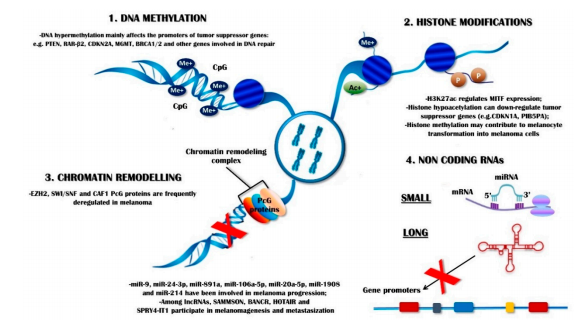 1. DNA METHYLATION
-DNA hypermethylation mainly affects the promoters of tumor suppressor genes:
e.g. PTEN, RAR-β2, CDKN2A, MGMT, BRCA1/2 and other genes involved in DNA repair
Me+
CpG
Me+
Me+
Me+
CpG
2. HISTONE MODIFICATIONS
Me+
Ac+
P
P
-H3K27ac regulates MITF expression;
-Histone hypoacetylation can down-regulate tumor
suppressor genes (e.g.CDKN1A, PIB5PA);
-Histone methylation may contribute to melanocyte
transformation into melanoma cells
3. CHROMATIN REMODELLING
-EZH2, SWI/SNF and CAF1 PcG proteins are frequently
deregulated in melanoma
Chromatin remodeling
complex
PcG
proteins
4. NON CODING RNAs
SMALL
miRNA
mRNA
5'
3'
LONG
Gene promoters
-miR-9, miR-24-3p, miR-891a, miR-106a-5p, miR-20a-5p, miR-1908
and miR-214 have been involved in melanoma progression;
-Among lncRNAs, SAMMSON, BANCR, HOTAIR and
SPRY4-IT1 participate in melanomagenesis and metastasization